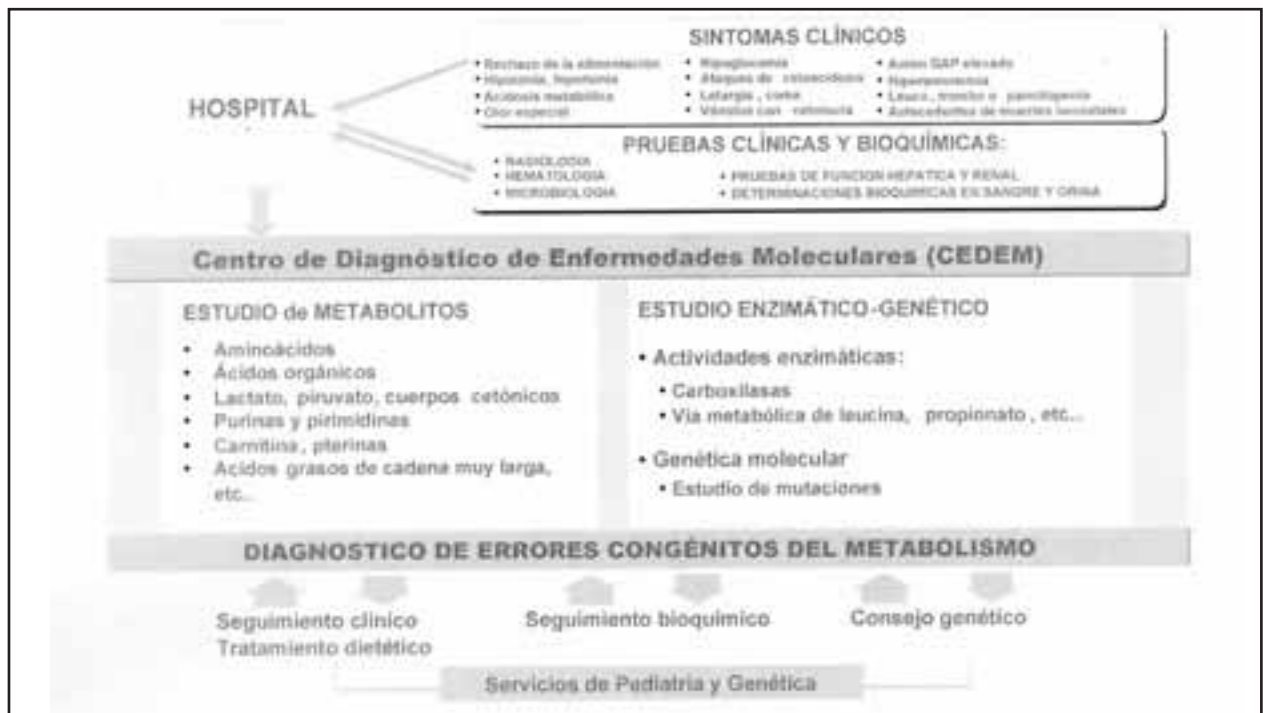 SINTOMAS CLÍNICOS
• Rechazo de la alimentación
• Hipotonía, hipertonía
• Acidosis metabólica
• Olor especial
• Hipoglucemia
• Ataques de cetoacidosis
• Letargia, coma
• Vómitos con cetonuria
• Anion GAP elevado
• Hiperamoniemia
• Leuco, trombo o pancitopenia
• Antecedentes de muertes neonatales
HOSPITAL
PRUEBAS CLÍNICAS Y BIOQUÍMICAS:
• RADIOLOGIA
• HEMATOLOGIA
• MICROBIOLOGIA
• PRUEBAS DE FUNCION HEPATICA Y RENAL
• DETERMINACIONES BIOQUIMICAS EN SANGRE Y ORINA
Centro de Diagnóstico de Enfermedades Moleculares (CEDEM)
ESTUDIO de METABOLITOS
• Aminoácidos
• Ácidos orgánicos
• Lactato, piruvato, cuerpos cetónicos
• Purinas y pirimidinas
• Carnitina, pterinas
• Acidos grasos de cadena muy larga,
etc...
ESTUDIO ENZIMÁTICO-GENÉTICO
• Actividades enzimáticas:
• Carboxilasas
• Via metabólica de leucina, propionato, etc...
• Genética molecular
• Estudio de mutaciones
DIAGNOSTICO DE ERRORES CONGÉNITOS DEL METABOLISMO
Seguimiento clínico
Tratamiento dietético
Seguimiento bioquímico
Consejo genético
Servicios de Pediatria y Genética